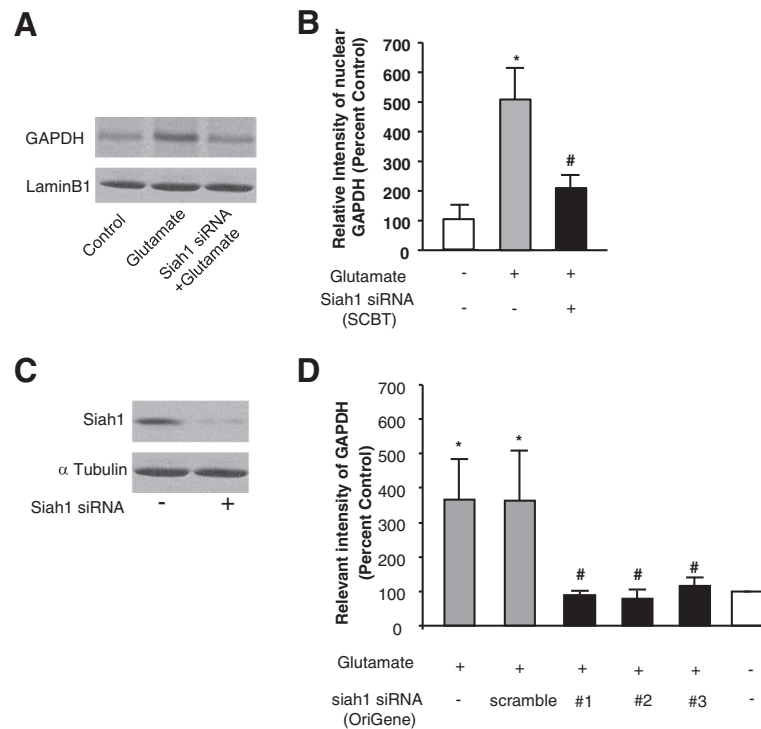 A
GAPDH
LaminB1
Control
Glutamate
Siah1 siRNA
+Glutamate
B
Relative Intensity of nuclear
GAPDH (Percent Control)
700
600
500
400
300
200
100
0
*
#
Glutamate - + +
Siah1 siRNA
(SCBT)
- - +
C
Siah1
α Tubulin
Siah1 siRNA - +
D
Relevant intensity of GAPDH
(Percent Control)
700
600
500
400
300
200
100
0
* * # # #
Glutamate + + + + + -
siah1 siRNA - scramble #1 #2 #3 -
(OriGene)